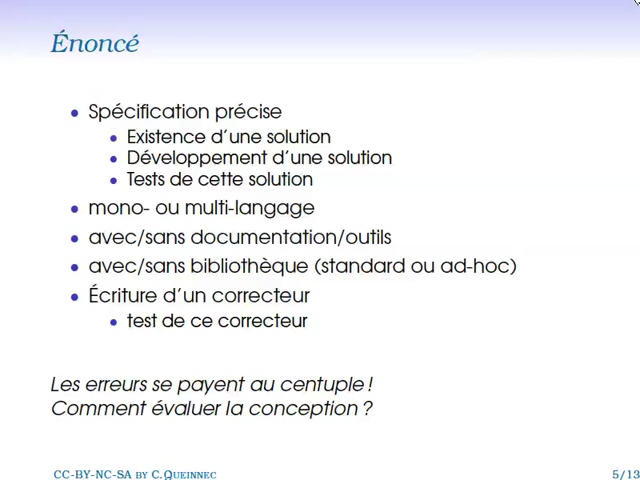 Énoncé
• Spécification précise
• Existence d'une solution
• Développement d'une solution
• Tests de cette solution
• mono- ou multi-langage
• avec/sans documentation/outils
• avec/sans bibliothèque (standard ou ad-hoc)
• Écriture d'un correcteur
• test de ce correcteur
Les erreurs se payent au centuple !
Comment évaluer la conception ?
CC-BY-NC-SA BY C.QUEINNEC 5/13